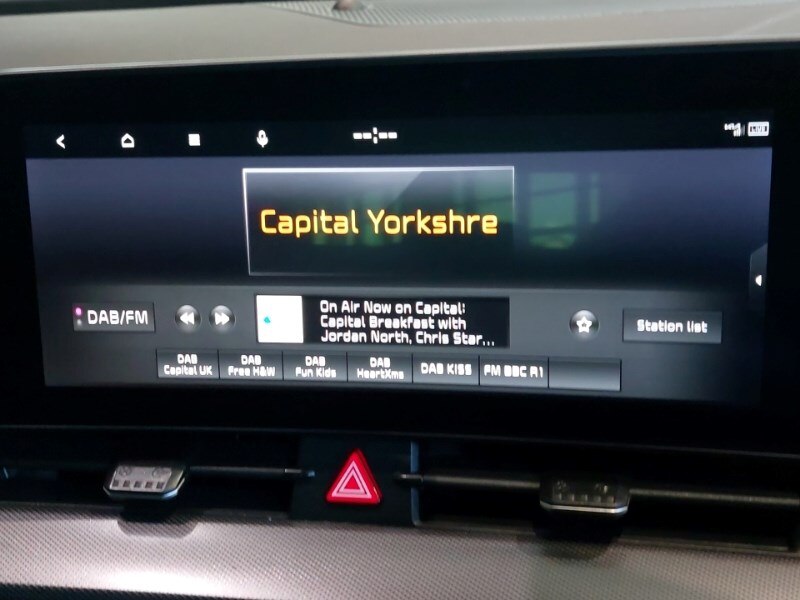 --:--
LIVE
Capital Yorkshre
DAB/FM
On Air Now on Capital:
Capital Breakfast with
Jordan North, Chris Star...
Station list
DAB
Capital UK
DAB
Free H&W
DAB
Fun Kids
DAB
HeartXms
DAB KISS
FM BBC R1